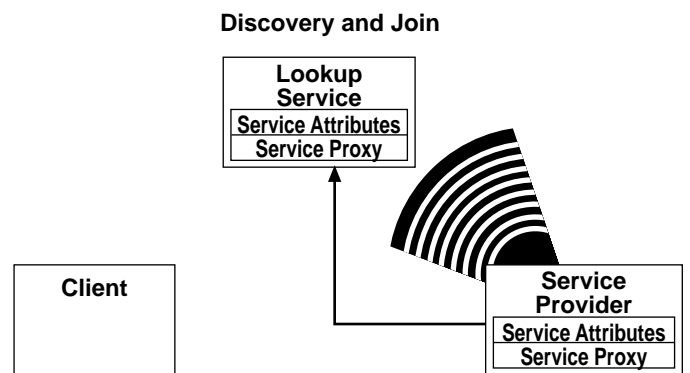 Discovery and Join
Lookup
Service
Service Attributes
Service Proxy
Client
Service
Provider
Service Attributes
Service Proxy